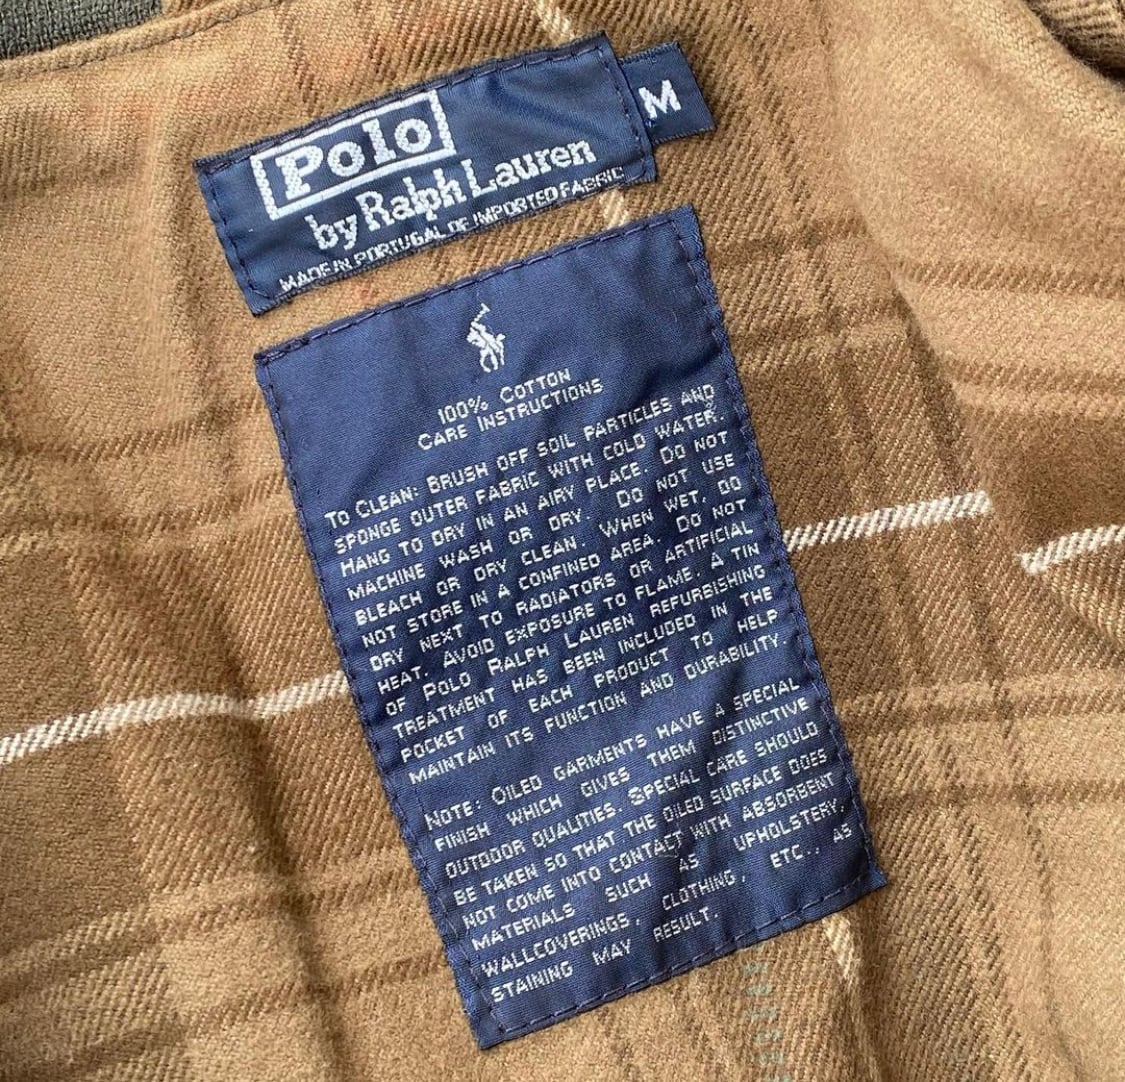 Polo
by Ralph Lauren
MADE IN PORTUGAL OF IMPORTED FABRIC
M
100% COTTON
CARE INSTRUCTIONS
TO CLEAN: BRUSH OFF SOIL PARTICLES AND
SPONGE OUTER FABRIC WITH COLD WATER.
HANG TO DRY IN AN AIRY PLACE. DO NOT
MACHINE WASH OR DRY. DO NOT USE
BLEACH OR DRY CLEAN. WHEN WET, DO
NOT STORE IN A CONFINED AREA. DO NOT
DRY NEXT TO RADIATORS OR ARTIFICIAL
HEAT. AVOID EXPOSURE TO FLAME. A TIN
OF POLO RALPH LAUREN REFURBISHING
TREATMENT HAS BEEN INCLUDED IN THE
POCKET OF EACH PRODUCT TO HELP
MAINTAIN ITS FUNCTION AND DURABILITY.
NOTE: OILED GARMENTS HAVE A SPECIAL
FINISH WHICH GIVES THEM DISTINCTIVE
OUTDOOR QUALITIES. SPECIAL CARE SHOULD
BE TAKEN SO THAT THE OILED SURFACE DOES
NOT COME INTO CONTACT WITH ABSORBENT
MATERIALS SUCH AS UPHOLSTERY,
WALLCOVERINGS, CLOTHING, ETC., AS
STAINING MAY RESULT.